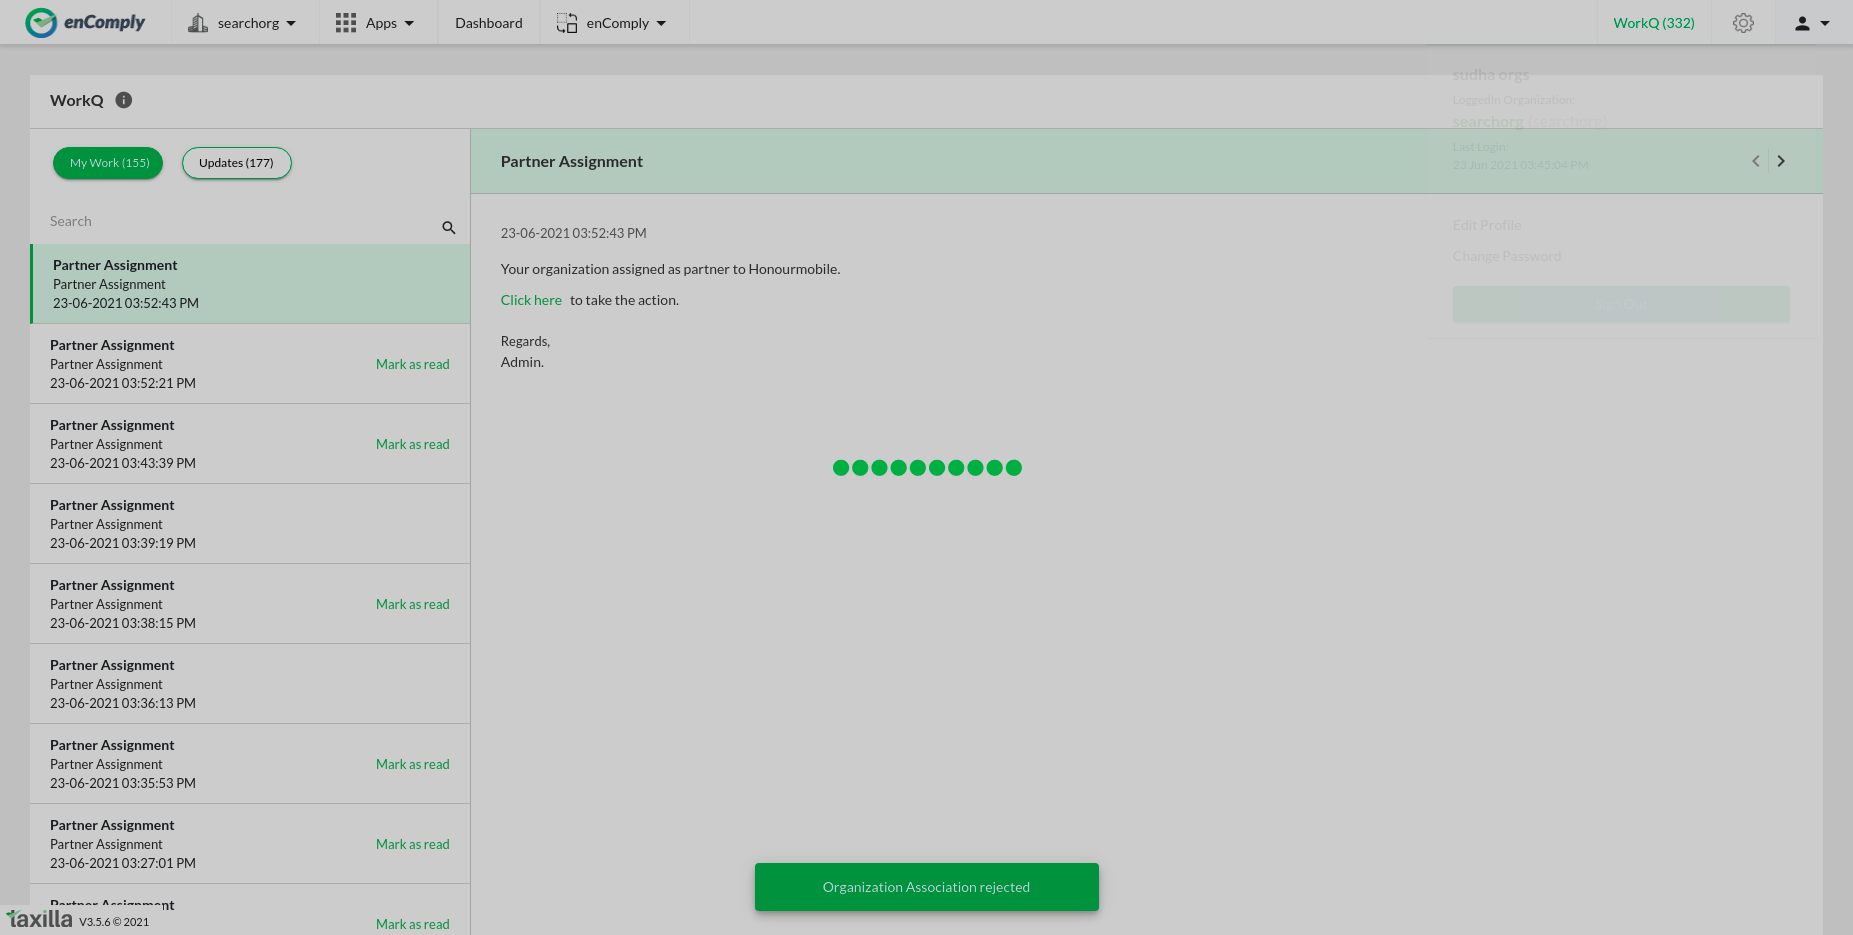 enComply
searchorg
Apps
Dashboard
enComply
WorkQ (332)
sudha orgs
LoggedIn Organization:
searchorg (searchorg)
Last Login:
23 Jun 2021 03:45:04 PM
Edit Profile
Change Password
WorkQ
My Work (155)
Updates (177)
Search
Partner Assignment
Partner Assignment
23-06-2021 03:52:43 PM
Partner Assignment
Partner Assignment
Mark as read
23-06-2021 03:52:21 PM
Partner Assignment
Partner Assignment
Mark as read
23-06-2021 03:43:39 PM
Partner Assignment
Partner Assignment
23-06-2021 03:39:19 PM
Partner Assignment
Partner Assignment
Mark as read
23-06-2021 03:38:15 PM
Partner Assignment
Partner Assignment
23-06-2021 03:36:13 PM
Partner Assignment
Partner Assignment
Mark as read
23-06-2021 03:35:53 PM
Partner Assignment
Partner Assignment
Mark as read
23-06-2021 03:27:01 PM
Partner Assignment
Mark as read
Partner Assignment
23-06-2021 03:52:43 PM
Your organization assigned as partner to Honourmobile.
Click here to take the action.
Regards,
Admin.
Organization Association rejected
taxilla V3.5.6 © 2021